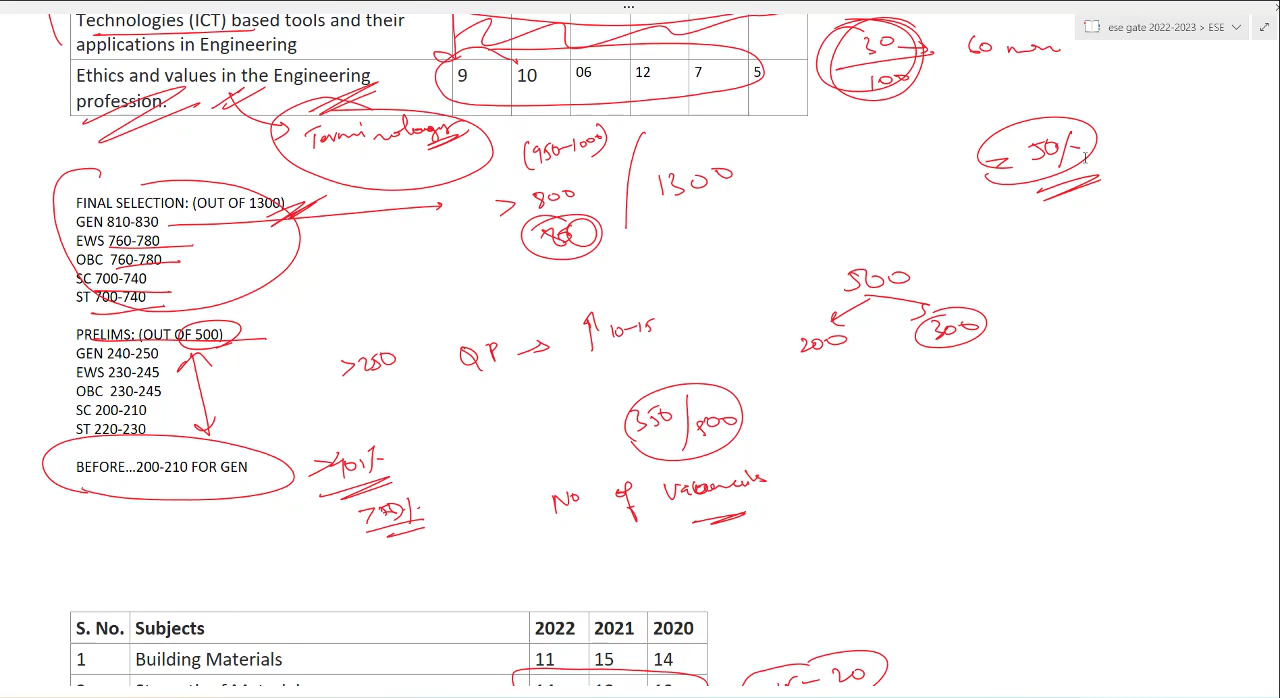 ...
ese gate 2022-2023 > ESE
Technologies (ICT) based tools and their
applications in Engineering
30
100
60 
Ethics and values in the Engineering
profession.
9 10 06 12 7 5
Terminology
(950-1000)
> 800
1300
= 50/-
FINAL SELECTION: (OUT OF 1300)
GEN 810-830
EWS 760-780
OBC 760-780
SC 700-740
ST 700-740
500
200 300
PRELIMS: (OUT OF 500)
GEN 240-250
EWS 230-245
OBC 230-245
SC 200-210
ST 220-230
>250
QP → ↑ 10-15
350
BEFORE...200-210 FOR GEN
No of
S. No. Subjects 2022 2021 2020
1 Building Materials 11 15 14
- 20